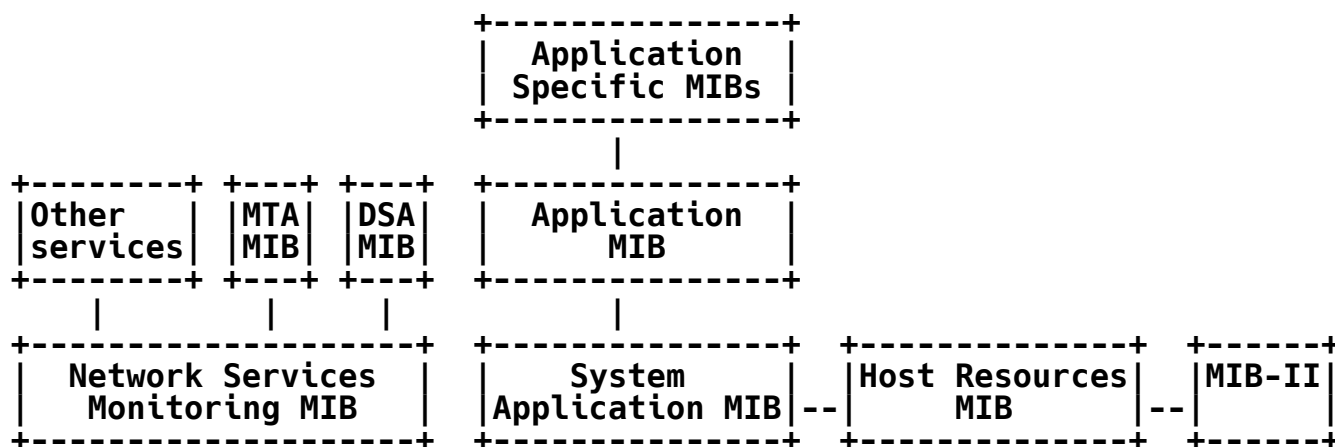 Application
Specific MIBs
Other services
MTA MIB
DSA MIB
Application
MIB
Network Services
Monitoring MIB
System
Application MIB
Host Resources
MIB
MIB-II